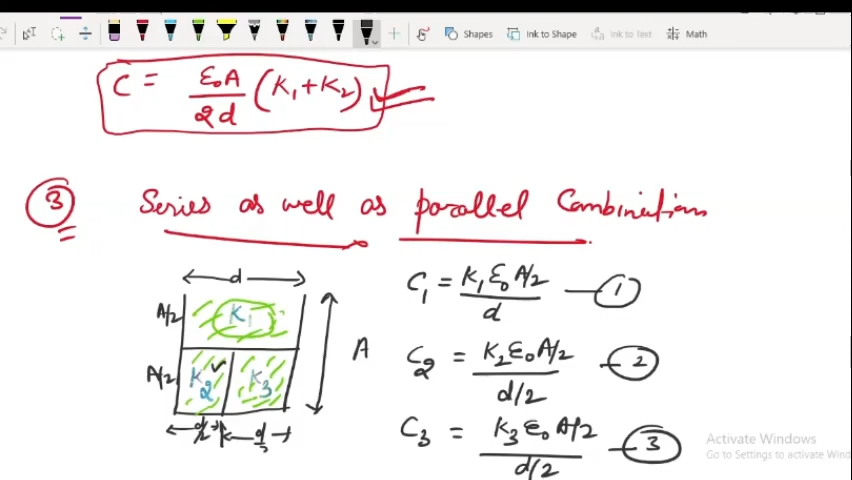 Shapes Ink to Shape Ink to Text Math
C = ε₀A / 2d (K₁+K₂)
③ Series as well as parallel Combination
d
A/2 K₁
A
A/2 K₂ K₃
d/2 d/2
C₁ = K₁ε₀A/2 / d — ①
C₂ = K₂ε₀A/2 / d/2 — ②
C₃ = K₃ε₀A/2 / d/2 — ③
Activate Windows
Go to Settings to activate Wind